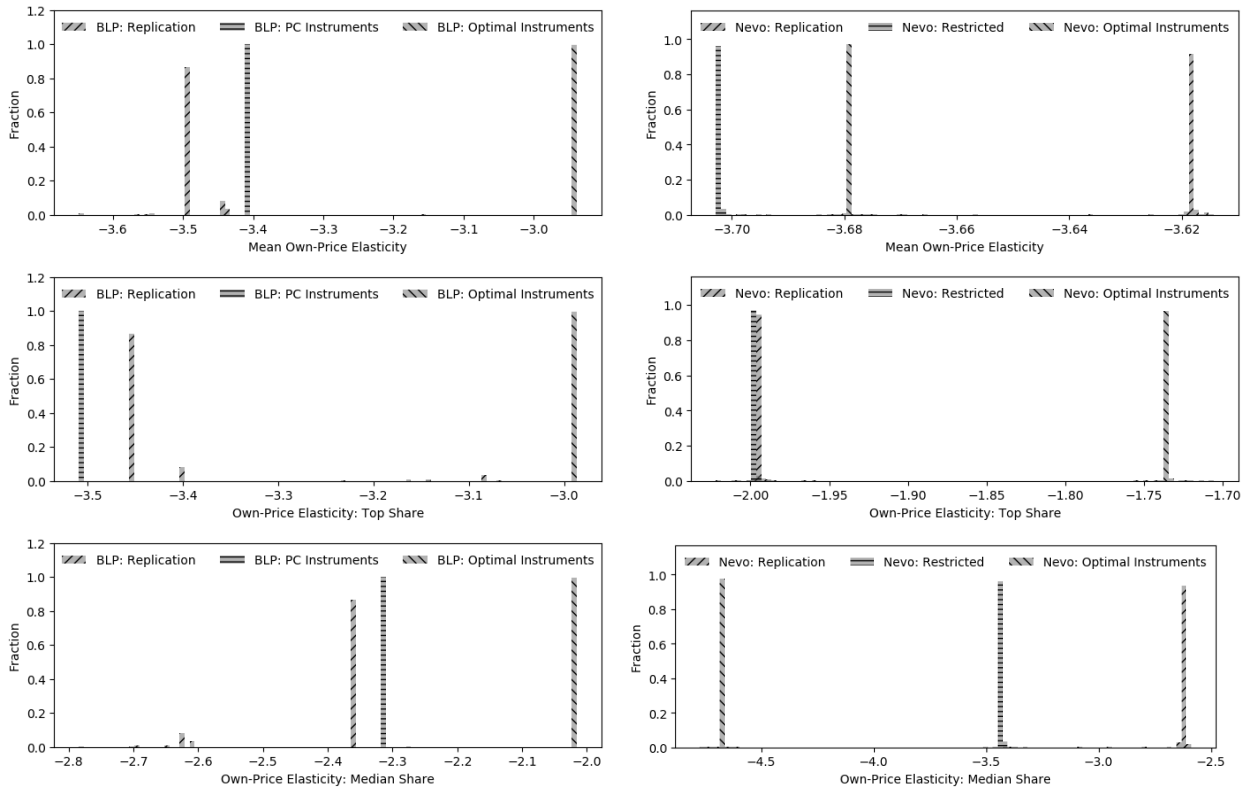 BLP: Replication BLP: PC Instruments BLP: Optimal Instruments
Fraction
1.2
1.0
0.8
0.6
0.4
0.2
0.0
−3.6 −3.5 −3.4 −3.3 −3.2 −3.1 −3.0
Mean Own-Price Elasticity
Nevo: Replication Nevo: Restricted Nevo: Optimal Instruments
Fraction
1.0
0.8
0.6
0.4
0.2
0.0
−3.70 −3.68 −3.66 −3.64 −3.62
Mean Own-Price Elasticity
BLP: Replication BLP: PC Instruments BLP: Optimal Instruments
Fraction
1.2
1.0
0.8
0.6
0.4
0.2
0.0
−3.5 −3.4 −3.3 −3.2 −3.1 −3.0
Own-Price Elasticity: Top Share
Nevo: Replication Nevo: Restricted Nevo: Optimal Instruments
Fraction
1.0
0.8
0.6
0.4
0.2
0.0
−2.00 −1.95 −1.90 −1.85 −1.80 −1.75 −1.70
Own-Price Elasticity: Top Share
BLP: Replication BLP: PC Instruments BLP: Optimal Instruments
Fraction
1.2
1.0
0.8
0.6
0.4
0.2
0.0
−2.8 −2.7 −2.6 −2.5 −2.4 −2.3 −2.2 −2.1 −2.0
Own-Price Elasticity: Median Share
Nevo: Replication Nevo: Restricted Nevo: Optimal Instruments
Fraction
1.0
0.8
0.6
0.4
0.2
0.0
−4.5 −4.0 −3.5 −3.0 −2.5
Own-Price Elasticity: Median Share